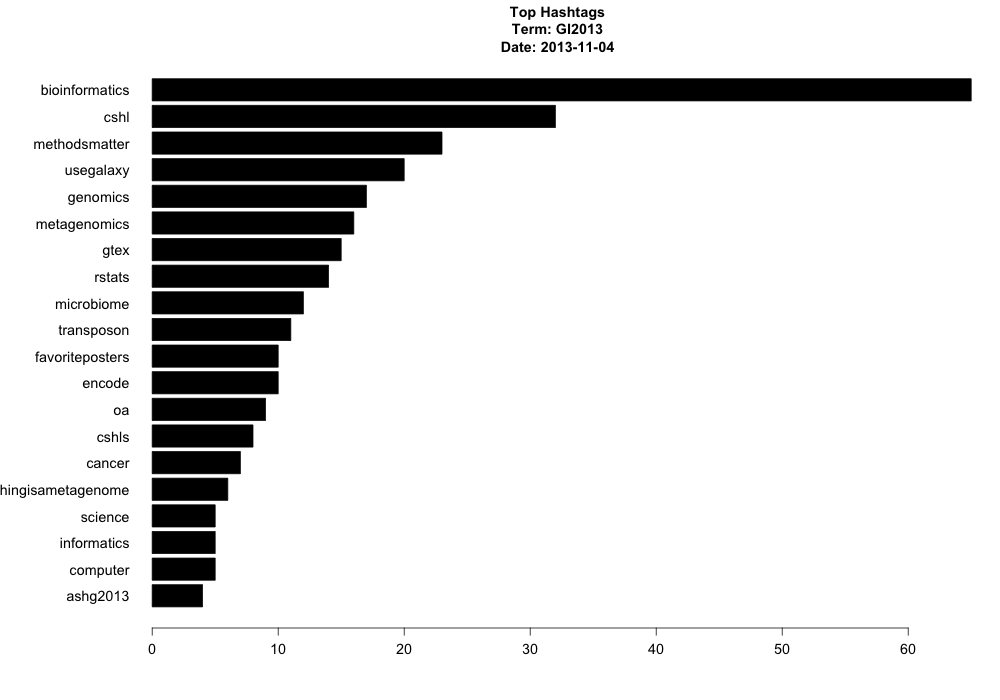 Top Hashtags
Term: GI2013
Date: 2013-11-04
bioinformatics
cshl
methodsmatter
usegalaxy
genomics
metagenomics
gtex
rstats
microbiome
transposon
favoriteposters
encode
oa
cshls
cancer
hingisametagenome
science
informatics
computer
ashg2013
0 10 20 30 40 50 60